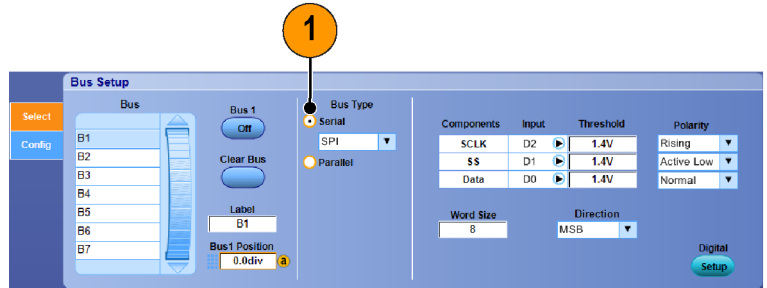 1
Bus Setup
Select
Config
Bus
B1
B2
B3
B4
B5
B6
B7
Bus 1
Off
Clear Bus
Label
B1
Bus1 Position
0.0div a
Bus Type
Serial
SPI
Parallel
Components Input Threshold Polarity
SCLK D2 1.4V Rising
SS D1 1.4V Active Low
Data D0 1.4V Normal
Word Size Direction
8 MSB
Digital
Setup